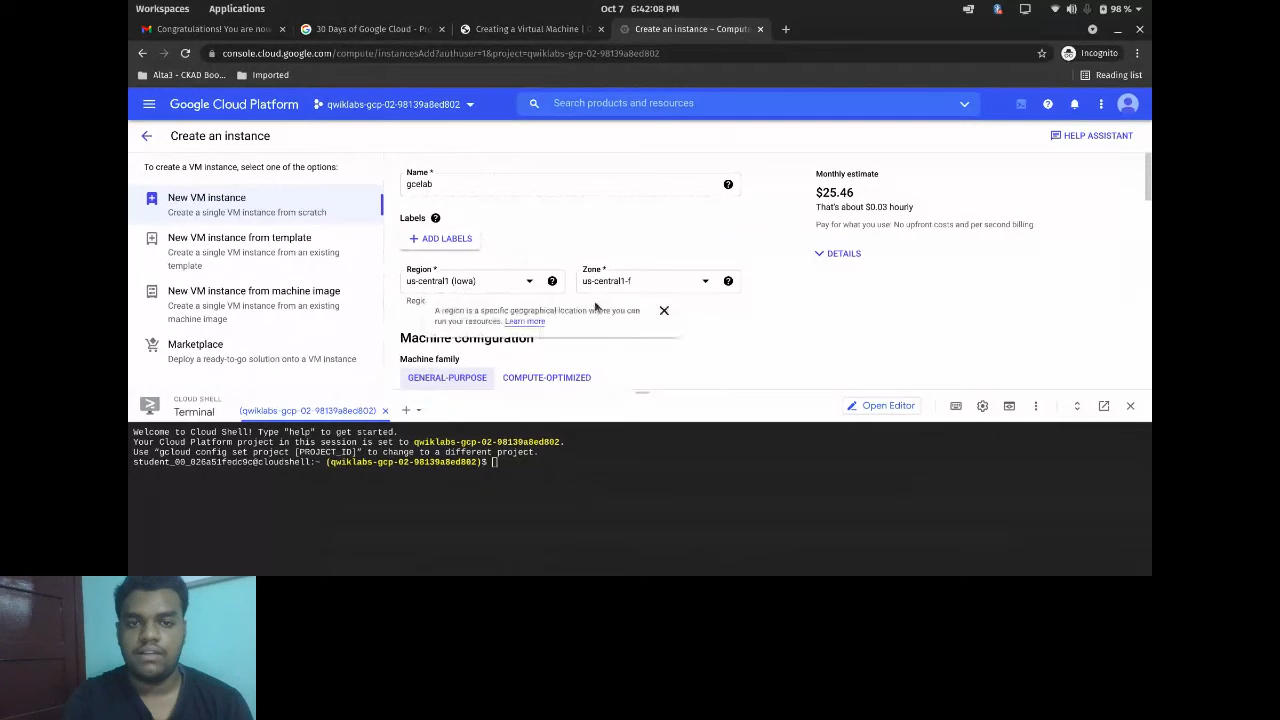 Workspaces Applications Oct 7 6:42:08 PM 98 %
Congratulations! You are now
30 Days of Google Cloud - Pro
Creating a Virtual Machine |
Create an instance – Compute
console.cloud.google.com/compute/instancesAdd?authuser=1&project=qwiklabs-gcp-02-98139a8ed802
Incognito
Alta3 - CKAD Boo... Imported Reading list
Google Cloud Platform qwiklabs-gcp-02-98139a8ed802 Search products and resources
Create an instance HELP ASSISTANT
To create a VM instance, select one of the options:
New VM instance
Create a single VM instance from scratch
New VM instance from template
Create a single VM instance from an existing
template
New VM instance from machine image
Create a single VM instance from an existing
machine image
Marketplace
Deploy a ready-to-go solution onto a VM instance
Name *
gcelab
Labels
ADD LABELS
Region * Zone *
us-central1 (Iowa) us-central1-f
A region is a specific geographical location where you can
run your resources. Learn more
Machine configuration
Machine family
GENERAL-PURPOSE COMPUTE-OPTIMIZED
Monthly estimate
$25.46
That's about $0.03 hourly
Pay for what you use: No upfront costs and per second billing
DETAILS
CLOUD SHELL
Terminal (qwiklabs-gcp-02-98139a8ed802) Open Editor
Welcome to Cloud Shell! Type "help" to get started.
Your Cloud Platform project in this session is set to qwiklabs-gcp-02-98139a8ed802.
Use "gcloud config set project [PROJECT_ID]" to change to a different project.
student_00_026a51fedc9c@cloudshell:~ (qwiklabs-gcp-02-98139a8ed802)$